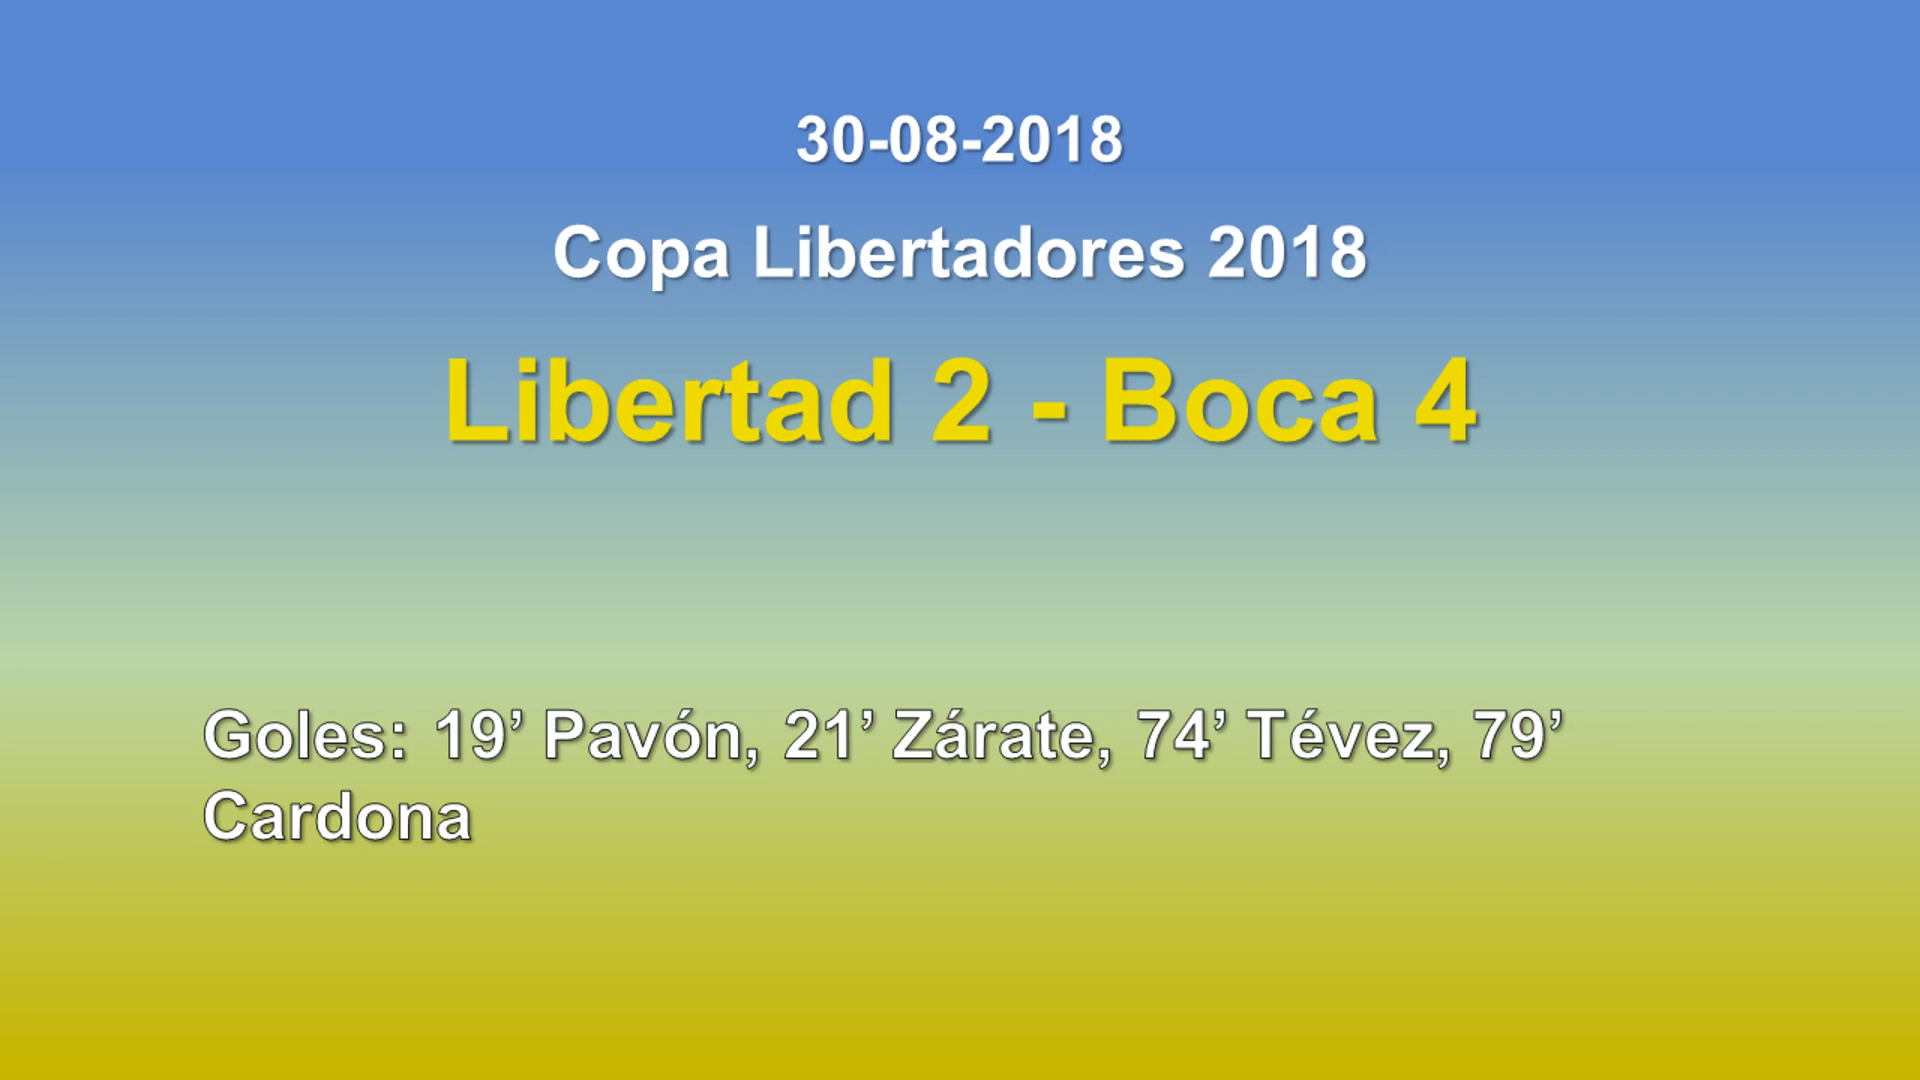 30-08-2018
Copa Libertadores 2018
Libertad 2 - Boca 4
Goles: 19’ Pavón, 21’ Zárate, 74’ Tévez, 79’
Cardona